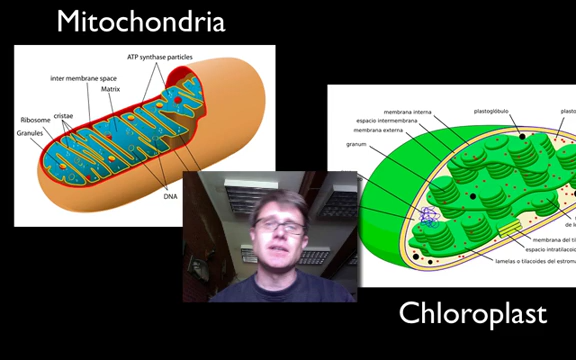 Mitochondria
ATP synthase particles
inter membrane space
Matrix
Ribosome
cristae
Granules
DNA
membrana interna
plastoglóbulo
espacio intermembrana
membrana externa
granum
membrana del
espacio intratilacoid
lamelas o tilacoides del estroma
Chloroplast